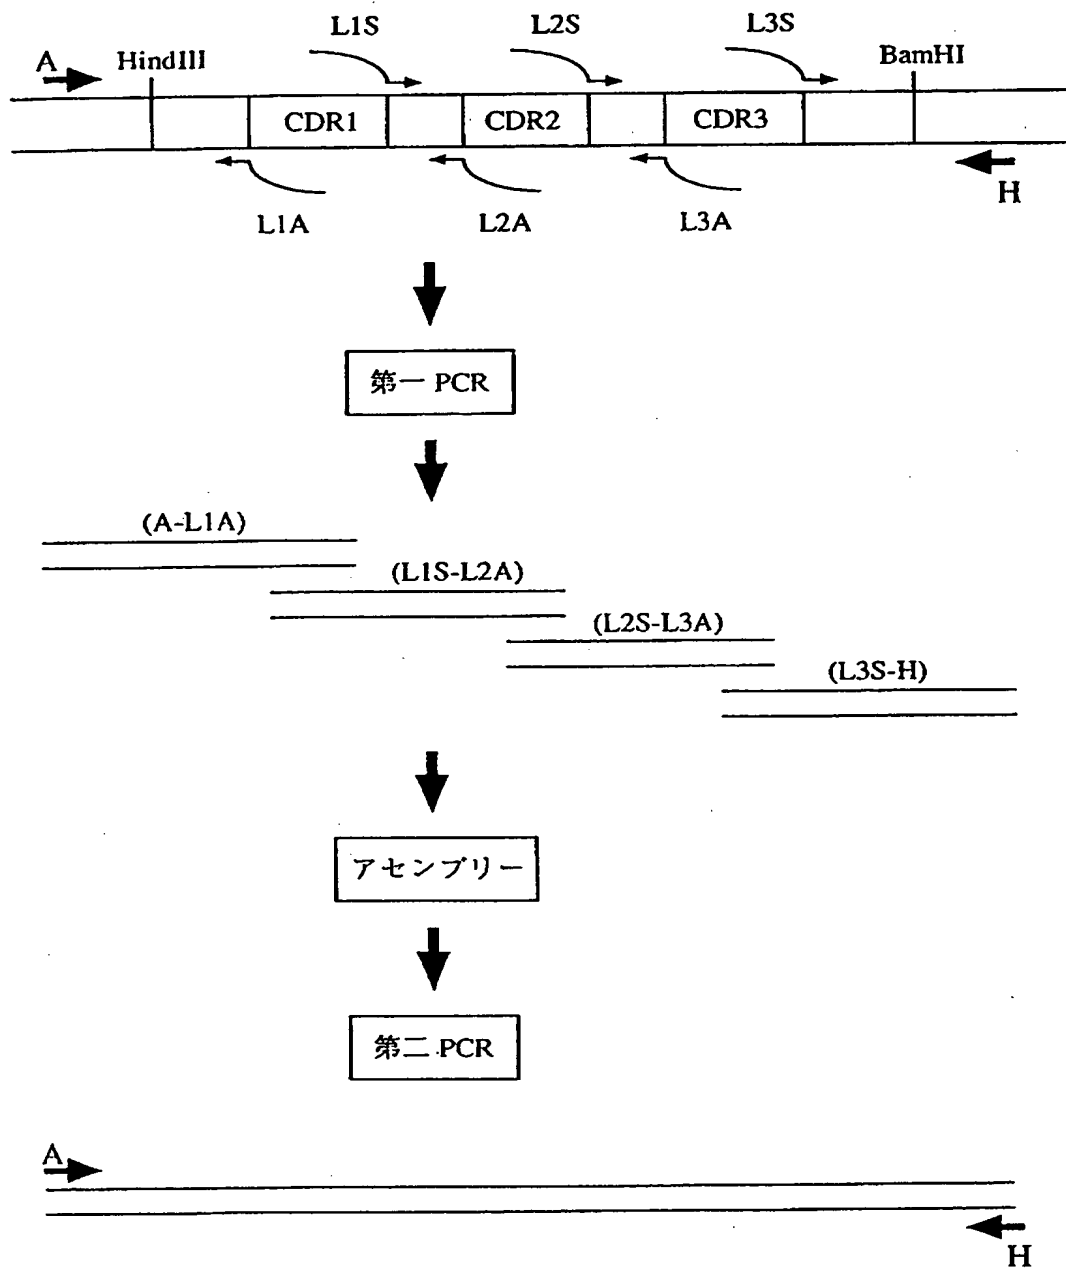 L1S L2S L3S
A HindIII BamHI
CDR1 CDR2 CDR3
L1A L2A L3A H
第一 PCR
(A-L1A)
(L1S-L2A)
(L2S-L3A)
(L3S-H)
アセンブリー
第二 PCR
A
H